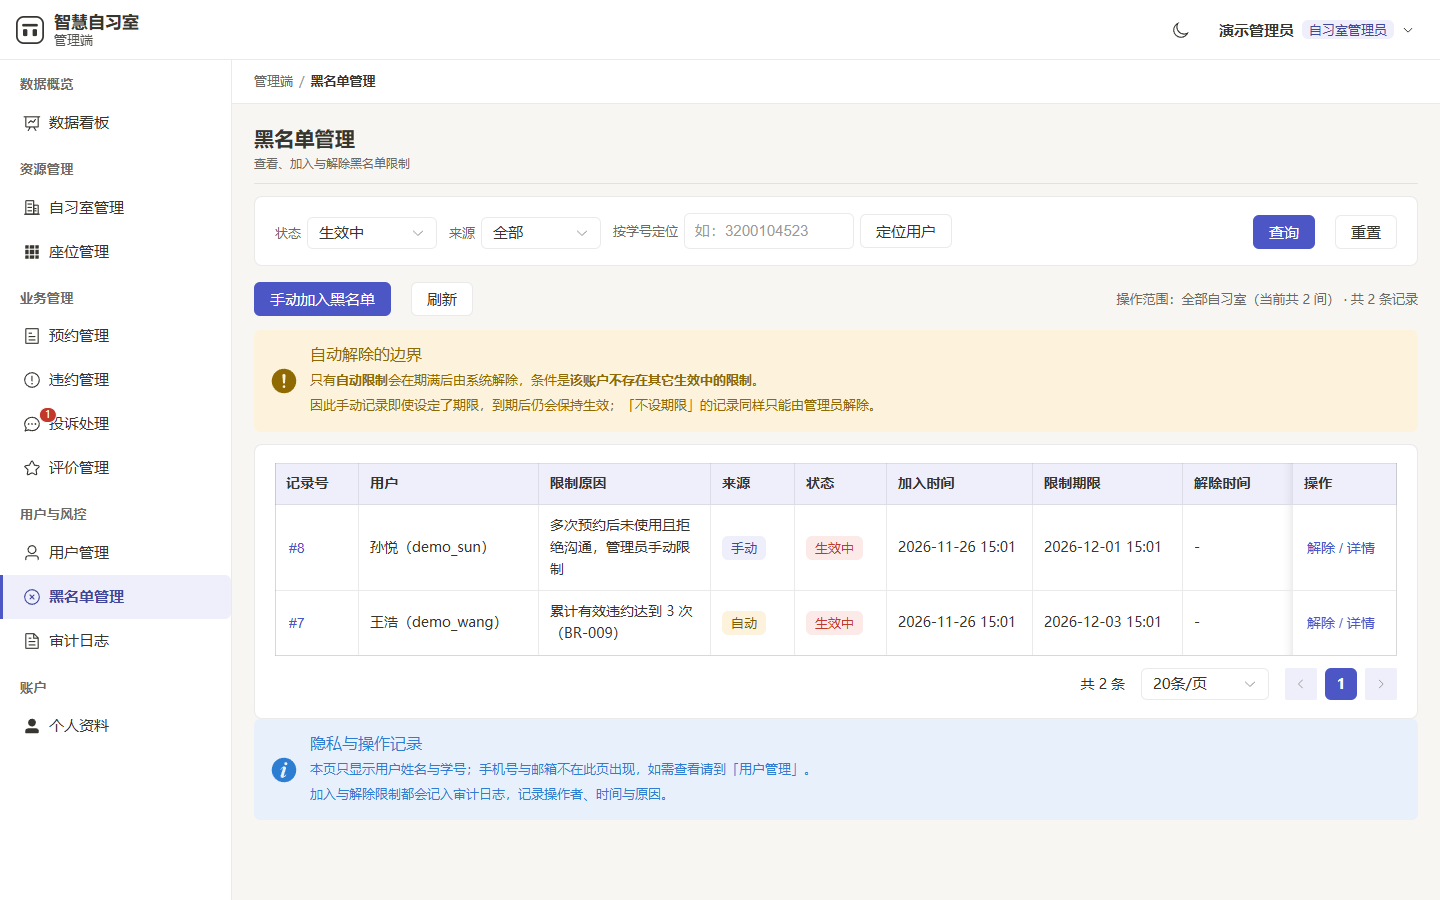 智慧自习室
管理端
演示管理员 自习室管理员
数据概览
数据看板
资源管理
自习室管理
座位管理
业务管理
预约管理
违约管理
1
投诉处理
评价管理
用户与风控
用户管理
黑名单管理
审计日志
账户
个人资料
管理端 / 黑名单管理
黑名单管理
查看、加入与解除黑名单限制
状态 生效中 来源 全部 按学号定位 如：3200104523 定位用户 查询 重置
手动加入黑名单 刷新 操作范围：全部自习室（当前共 2 间） · 共 2 条记录
自动解除的边界
只有自动限制会在期满后由系统解除，条件是该账户不存在其它生效中的限制。
因此手动记录即使设定了期限，到期后仍会保持生效；「不设期限」的记录同样只能由管理员解除。
记录号 用户 限制原因 来源 状态 加入时间 限制期限 解除时间 操作
#8 孙悦（demo_sun） 多次预约后未使用且拒绝沟通，管理员手动限制 手动 生效中 2026-11-26 15:01 2026-12-01 15:01 - 解除 / 详情
#7 王浩（demo_wang） 累计有效违约达到 3 次（BR-009） 自动 生效中 2026-11-26 15:01 2026-12-03 15:01 - 解除 / 详情
共 2 条 20条/页 1
隐私与操作记录
本页只显示用户姓名与学号；手机号与邮箱不在此页出现，如需查看请到「用户管理」。
加入与解除限制都会记入审计日志，记录操作者、时间与原因。